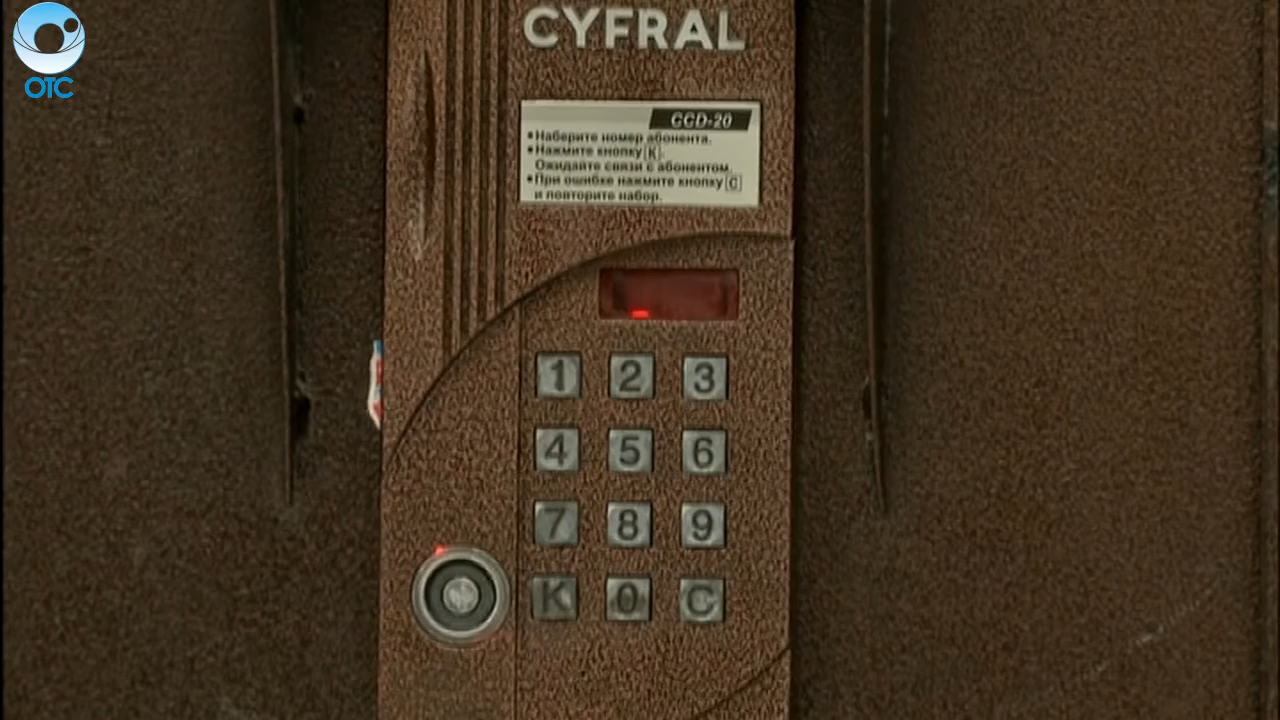 ОТС
CYFRAL
CCD-20
•Наберите номер абонента.
•Нажмите кнопку K.
Ожидайте связи с абонентом.
•При ошибке нажмите кнопку C
и повторите набор.
1 2 3
4 5 6
7 8 9
K 0 C